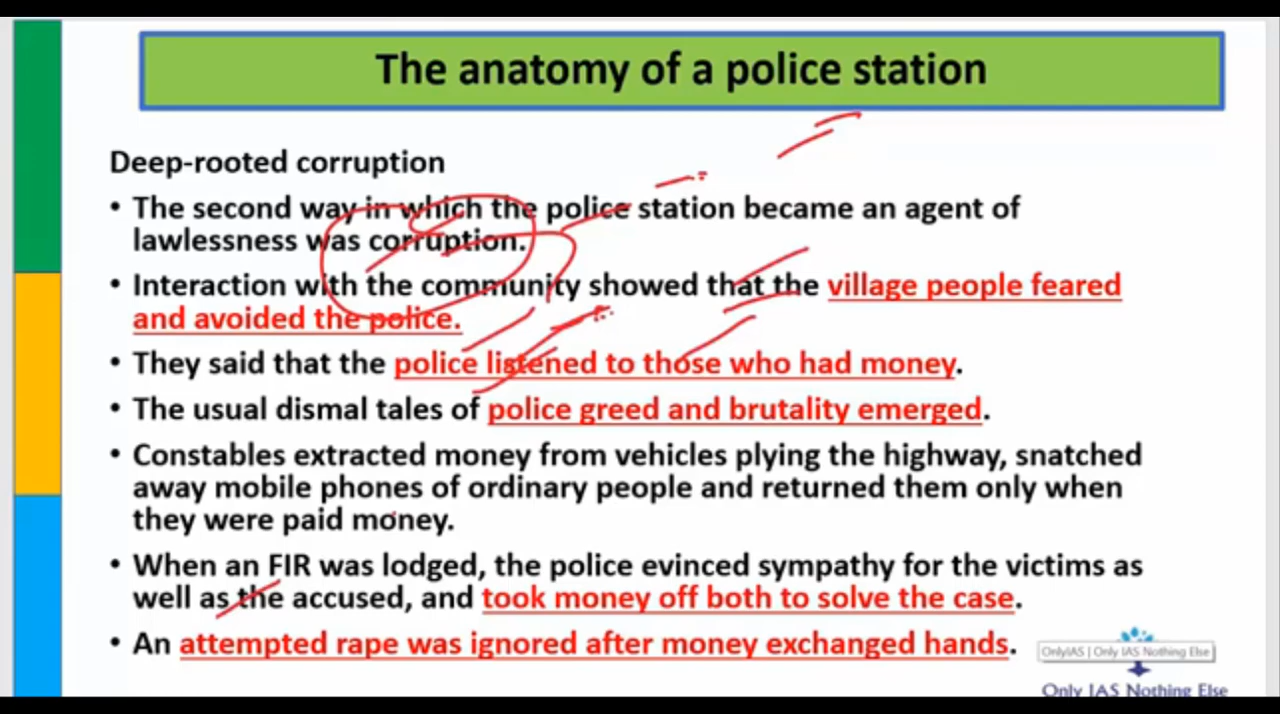 The anatomy of a police station
Deep-rooted corruption
• The second way in which the police station became an agent of
lawlessness was corruption.
• Interaction with the community showed that the village people feared
and avoided the police.
• They said that the police listened to those who had money.
• The usual dismal tales of police greed and brutality emerged.
• Constables extracted money from vehicles plying the highway, snatched
away mobile phones of ordinary people and returned them only when
they were paid money.
• When an FIR was lodged, the police evinced sympathy for the victims as
well as the accused, and took money off both to solve the case.
• An attempted rape was ignored after money exchanged hands.
OnlyIAS | Only IAS Nothing Else
Only IAS Nothing Else